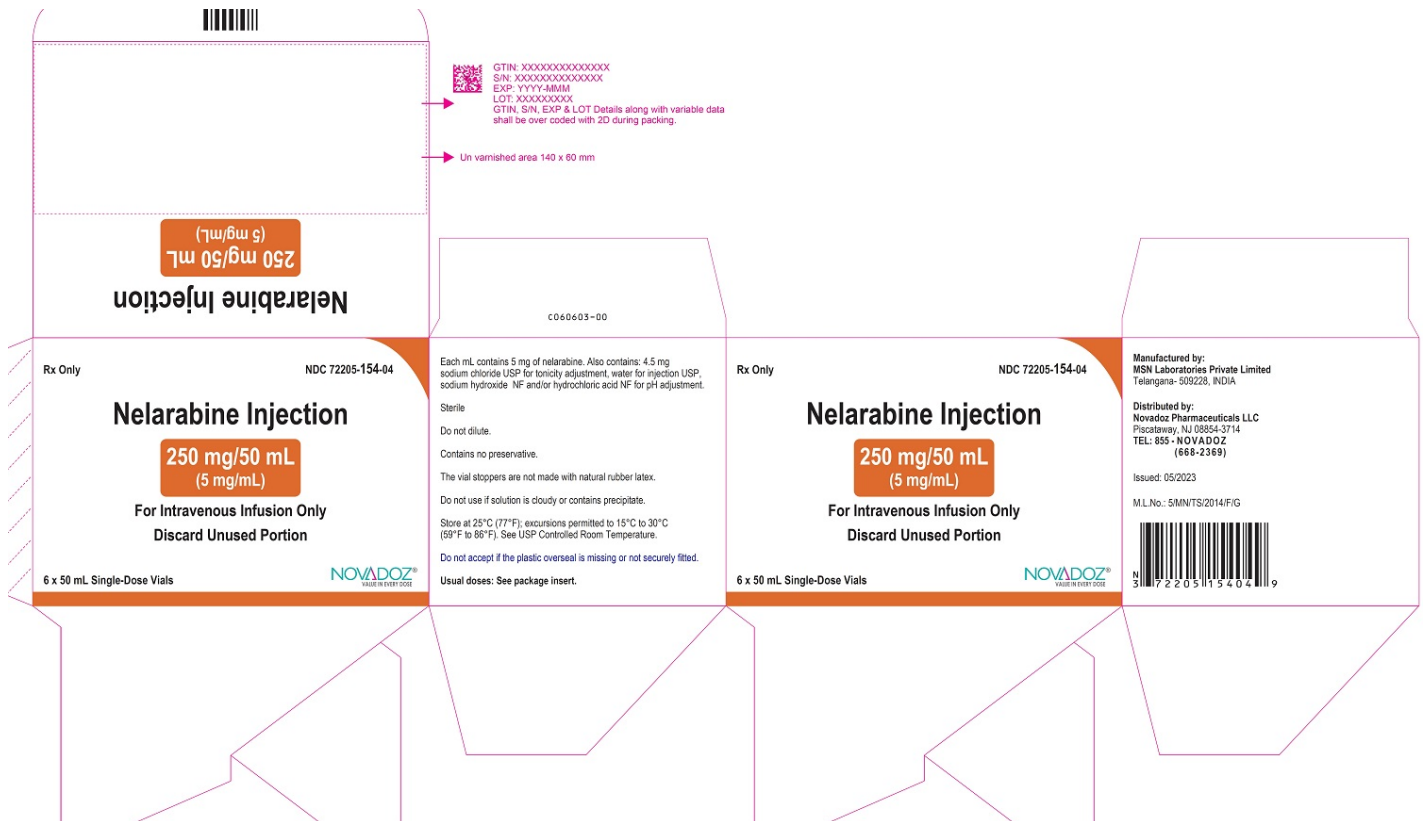 GTIN: XXXXXXXXXXXXXX
S/N: XXXXXXXXXXXXXX
EXP: YYYY-MMM
LOT: XXXXXXXXX
GTIN, S/N, EXP & LOT Details along with variable data
shall be over coded with 2D during packing.
Un varnished area 140 x 60 mm
Nelarabine Injection
250 mg/50 mL
(5 mg/mL)
Rx Only
NDC 72205-154-04
Nelarabine Injection
250 mg/50 mL
(5 mg/mL)
For Intravenous Infusion Only
Discard Unused Portion
6 x 50 mL Single-Dose Vials
NOVADOZ®
VALUE IN EVERY DOSE
C060603-00
Each mL contains 5 mg of nelarabine. Also contains: 4.5 mg
sodium chloride USP for tonicity adjustment, water for injection USP,
sodium hydroxide NF and/or hydrochloric acid NF for pH adjustment.
Sterile
Do not dilute.
Contains no preservative.
The vial stoppers are not made with natural rubber latex.
Do not use if solution is cloudy or contains precipitate.
Store at 25°C (77°F); excursions permitted to 15°C to 30°C
(59°F to 86°F). See USP Controlled Room Temperature.
Do not accept if the plastic overseal is missing or not securely fitted.
Usual doses: See package insert.
Rx Only
NDC 72205-154-04
Nelarabine Injection
250 mg/50 mL
(5 mg/mL)
For Intravenous Infusion Only
Discard Unused Portion
6 x 50 mL Single-Dose Vials
NOVADOZ®
VALUE IN EVERY DOSE
Manufactured by:
MSN Laboratories Private Limited
Telangana- 509228, INDIA
Distributed by:
Novadoz Pharmaceuticals LLC
Piscataway, NJ 08854-3714
TEL: 855 - NOVADOZ
(668-2369)
Issued: 05/2023
M.L.No.: 5/MN/TS/2014/F/G
N
3 72205 15404 9